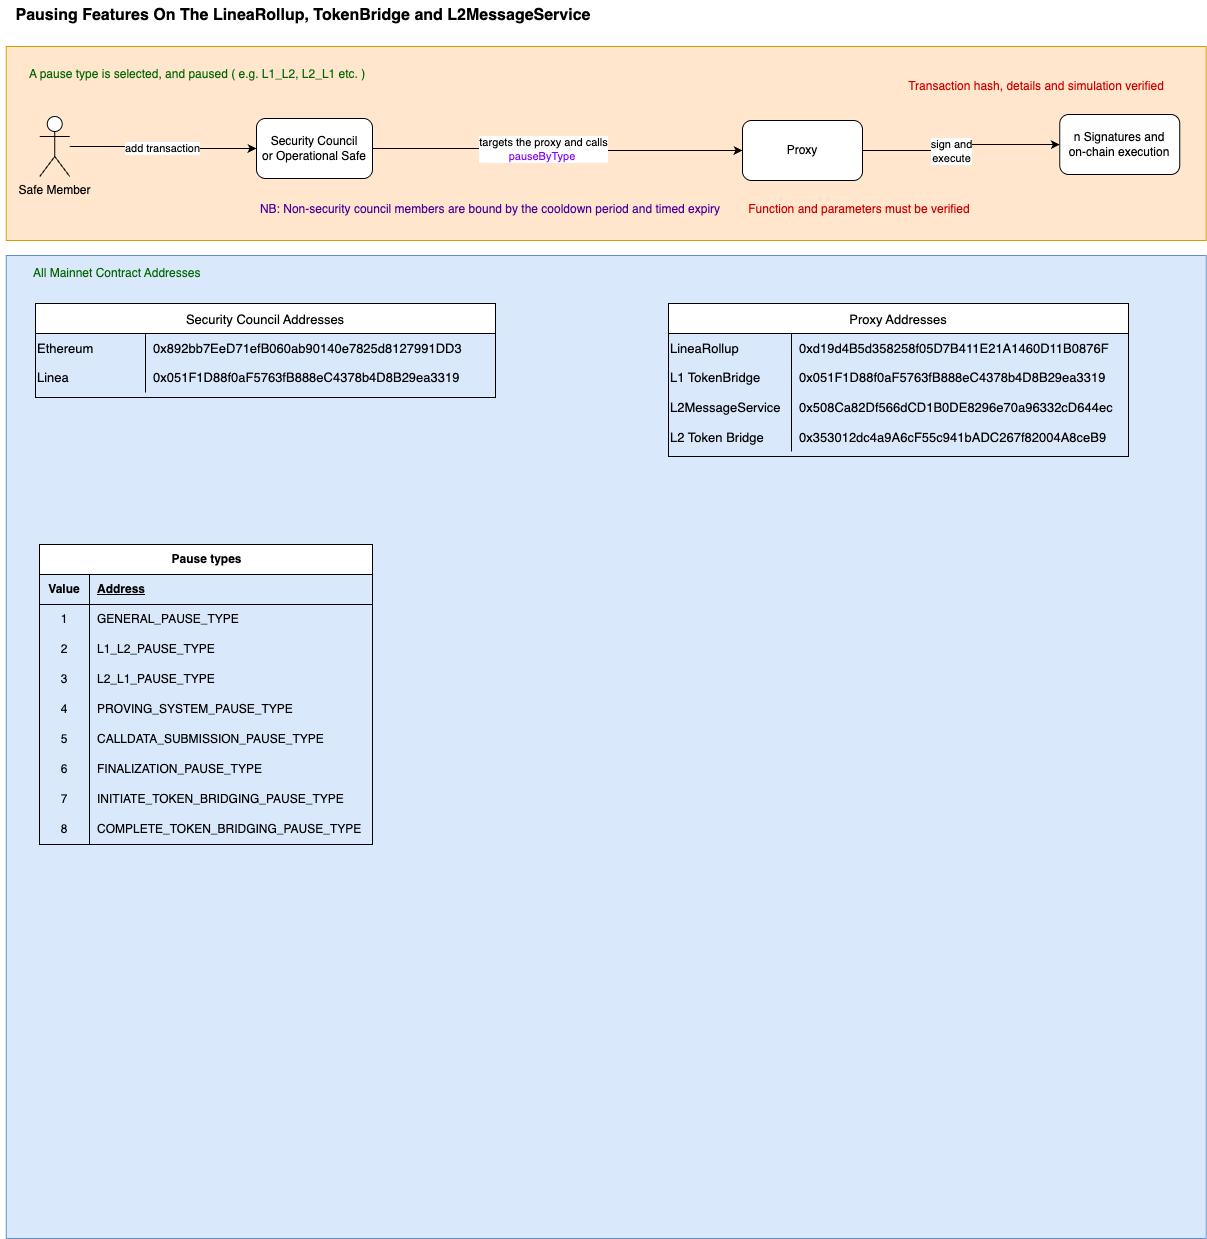 Pausing Features On The LineaRollup, TokenBridge and L2MessageService
A pause type is selected, and paused ( e.g. L1_L2, L2_L1 etc. )
Transaction hash, details and simulation verified
Safe Member
add transaction
Security Council
or Operational Safe
targets the proxy and calls
pauseByType
Proxy
sign and
execute
n Signatures and
on-chain execution
NB: Non-security council members are bound by the cooldown period and timed expiry
Function and parameters must be verified
All Mainnet Contract Addresses
Security Council Addresses
Ethereum 0x892bb7EeD71efB060ab90140e7825d8127991DD3
Linea 0x051F1D88f0aF5763fB888eC4378b4D8B29ea3319
Proxy Addresses
LineaRollup 0xd19d4B5d358258f05D7B411E21A1460D11B0876F
L1 TokenBridge 0x051F1D88f0aF5763fB888eC4378b4D8B29ea3319
L2MessageService 0x508Ca82Df566dCD1B0DE8296e70a96332cD644ec
L2 Token Bridge 0x353012dc4a9A6cF55c941bADC267f82004A8ceB9
Pause types
Value Address
1 GENERAL_PAUSE_TYPE
2 L1_L2_PAUSE_TYPE
3 L2_L1_PAUSE_TYPE
4 PROVING_SYSTEM_PAUSE_TYPE
5 CALLDATA_SUBMISSION_PAUSE_TYPE
6 FINALIZATION_PAUSE_TYPE
7 INITIATE_TOKEN_BRIDGING_PAUSE_TYPE
8 COMPLETE_TOKEN_BRIDGING_PAUSE_TYPE